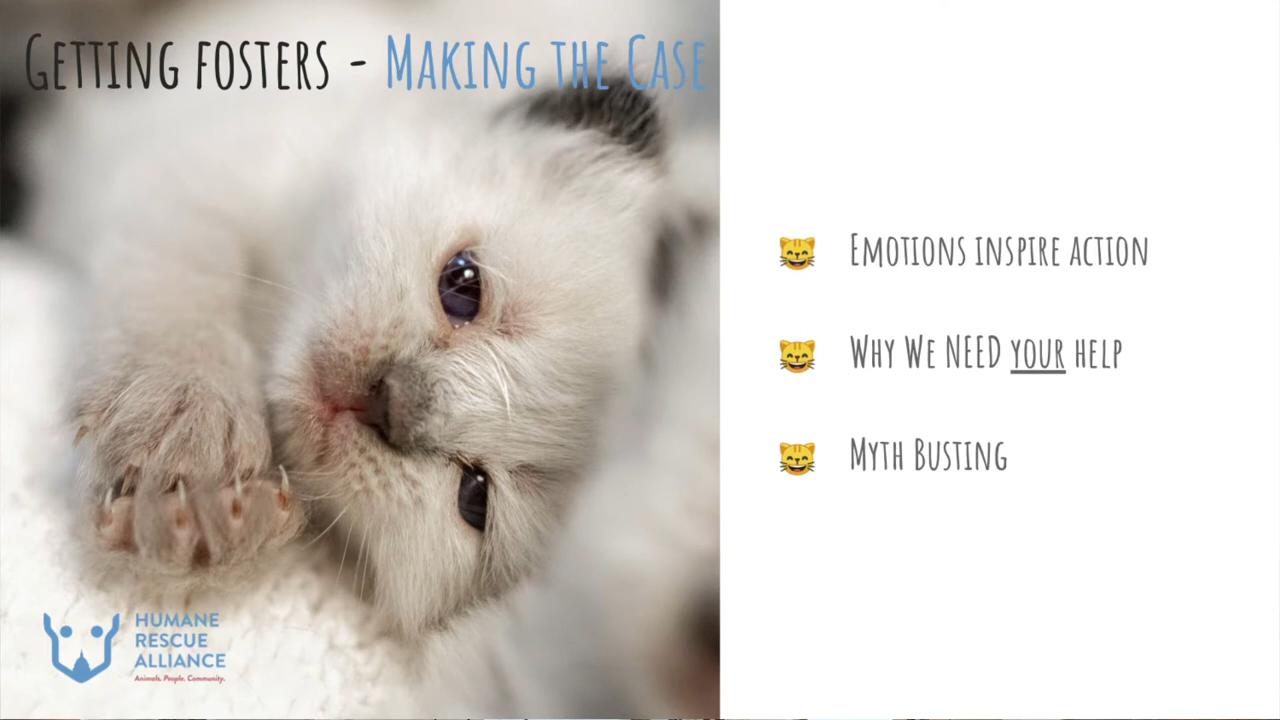 Getting fosters - Making the Case
Emotions inspire action
Why We NEED your help
Myth Busting
HUMANE
RESCUE
ALLIANCE
Animals. People. Community.